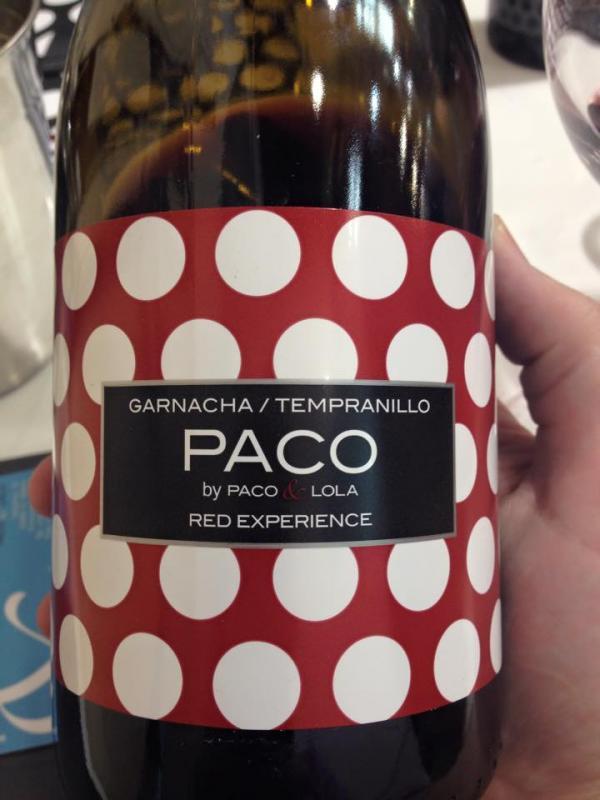 GARNACHA / TEMPRANILLO
PACO
by PACO & LOLA
RED EXPERIENCE